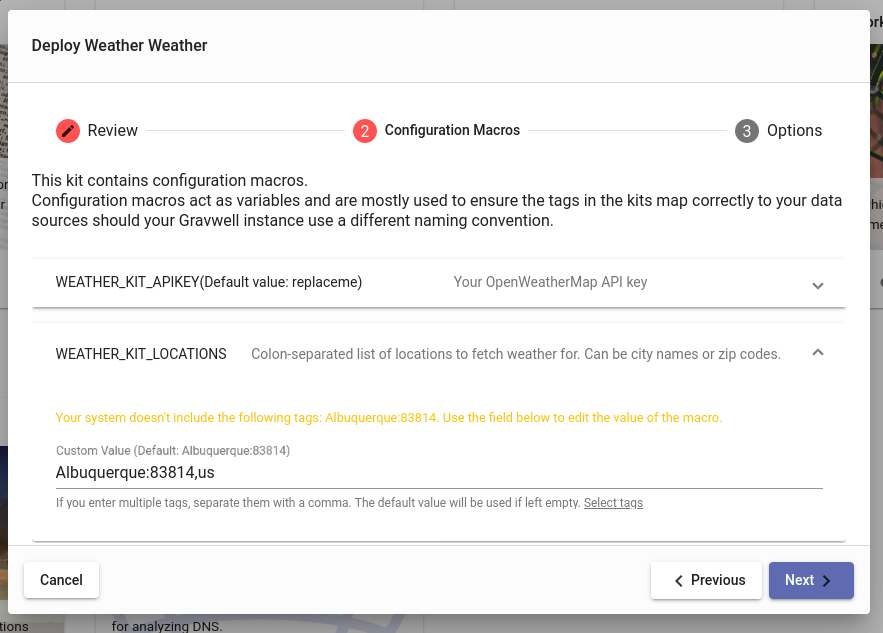 ork
Deploy Weather Weather
Review
2
Configuration Macros
3
Options
This kit contains configuration macros.
Configuration macros act as variables and are mostly used to ensure the tags in the kits map correctly to your data
sources should your Gravwell instance use a different naming convention.
WEATHER_KIT_APIKEY(Default value: replaceme)
Your OpenWeatherMap API key
WEATHER_KIT_LOCATIONS
Colon-separated list of locations to fetch weather for. Can be city names or zip codes.
Your system doesn't include the following tags: Albuquerque:83814. Use the field below to edit the value of the macro.
Custom Value (Default: Albuquerque:83814)
Albuquerque:83814,us
If you enter multiple tags, separate them with a comma. The default value will be used if left empty. Select tags
Cancel
Previous
Next
tions
for analyzing DNS.